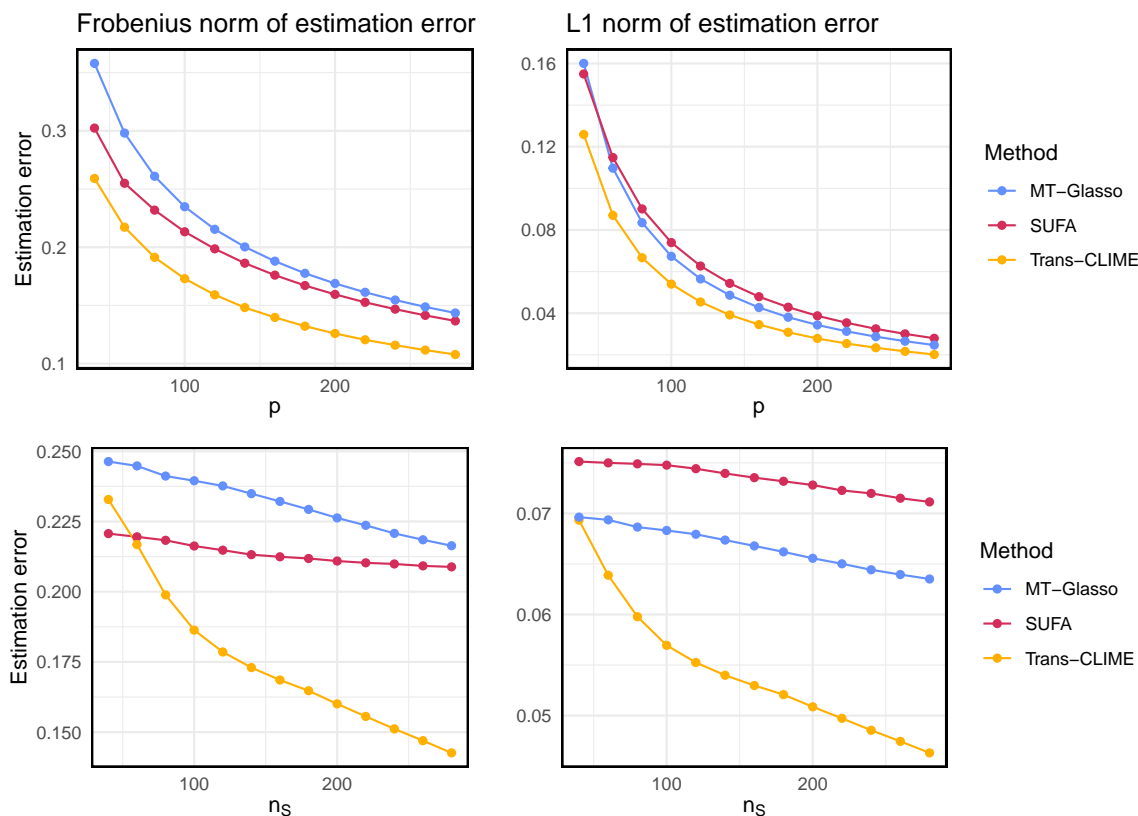 Frobenius norm of estimation error
L1 norm of estimation error
Estimation error
0.3
0.2
0.1
100
200
p
0.16
0.12
0.08
0.04
100
200
p
Method
MT−Glasso
SUFA
Trans−CLIME
Estimation error
0.250
0.225
0.200
0.175
0.150
100
200
n_S
0.07
0.06
0.05
100
200
n_S
Method
MT−Glasso
SUFA
Trans−CLIME